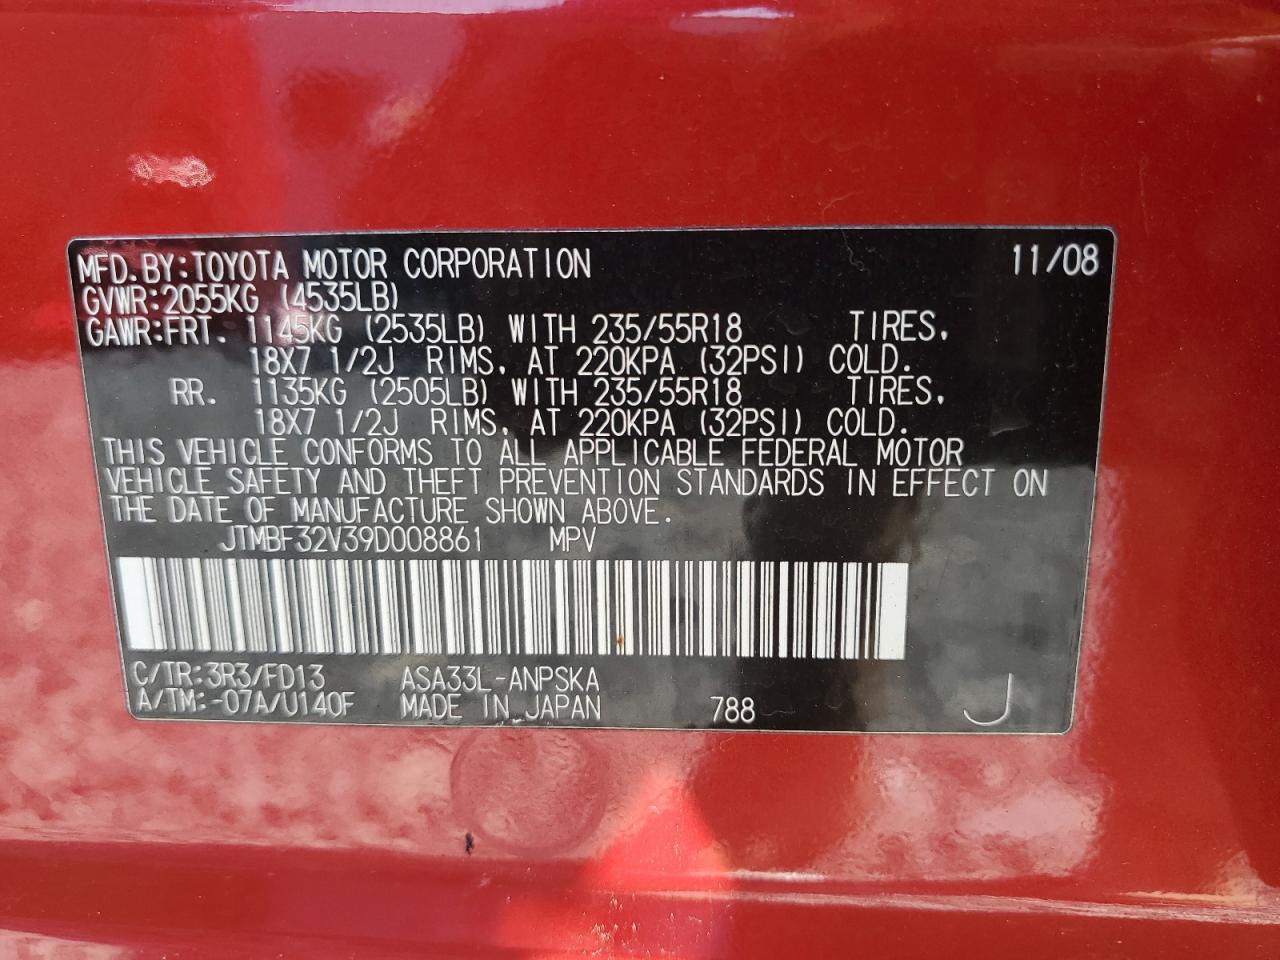 MFD.BY:TOYOTA MOTOR CORPORATION 11/08
GVWR:2055KG (4535LB)
GAWR:FRT. 1145KG (2535LB) WITH 235/55R18 TIRES,
18X7 1/2J RIMS, AT 220KPA (32PSI) COLD.
RR. 1135KG (2505LB) WITH 235/55R18 TIRES,
18X7 1/2J RIMS, AT 220KPA (32PSI) COLD.
THIS VEHICLE CONFORMS TO ALL APPLICABLE FEDERAL MOTOR
VEHICLE SAFETY AND THEFT PREVENTION STANDARDS IN EFFECT ON
THE DATE OF MANUFACTURE SHOWN ABOVE.
JTMBF32V39D008861 MPV
C/TR:3R3/FD13 ASA33L-ANPSKA
A/TM:-07A/U140F MADE IN JAPAN 788 J